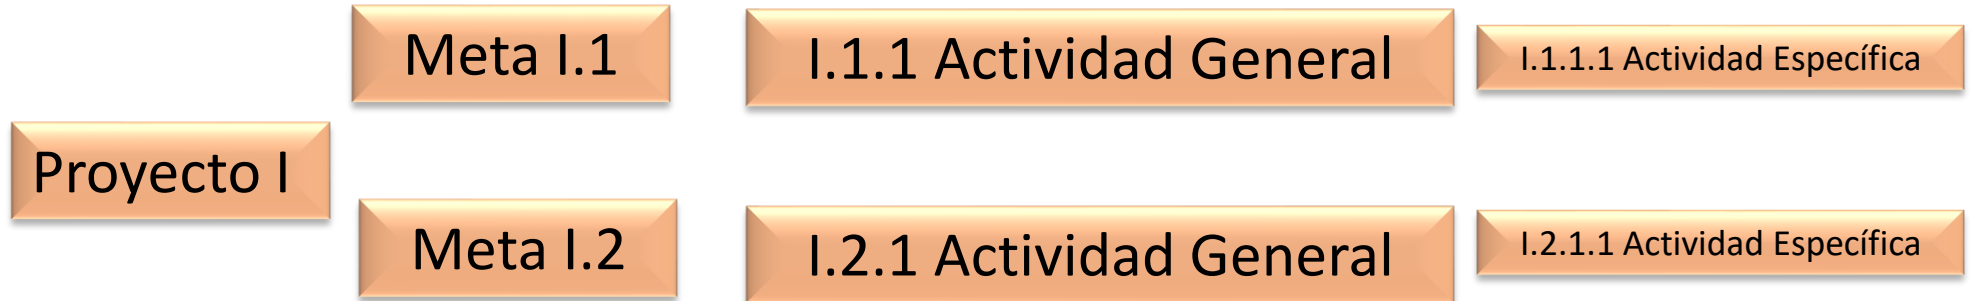 Meta I.1
I.1.1 Actividad General
I.1.1.1 Actividad Específica
Proyecto I
Meta I.2
I.2.1 Actividad General
I.2.1.1 Actividad Específica